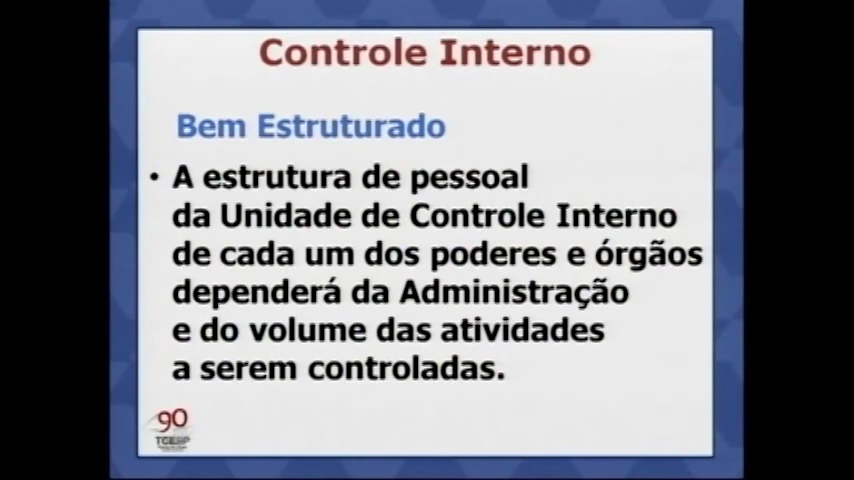 Controle Interno
Bem Estruturado
• A estrutura de pessoal
da Unidade de Controle Interno
de cada um dos poderes e órgãos
dependerá da Administração
e do volume das atividades
a serem controladas.
90
TCESP